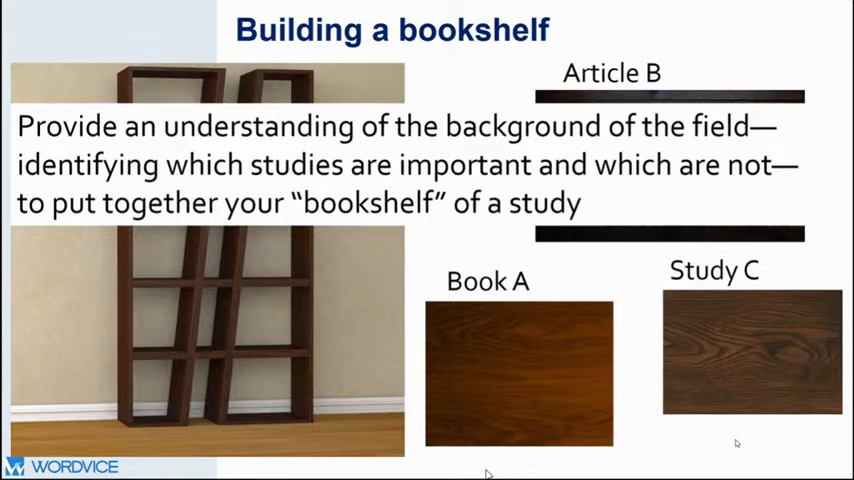 Building a bookshelf
Article B
Provide an understanding of the background of the field—
identifying which studies are important and which are not—
to put together your “bookshelf” of a study
Book A
Study C
WORDVICE